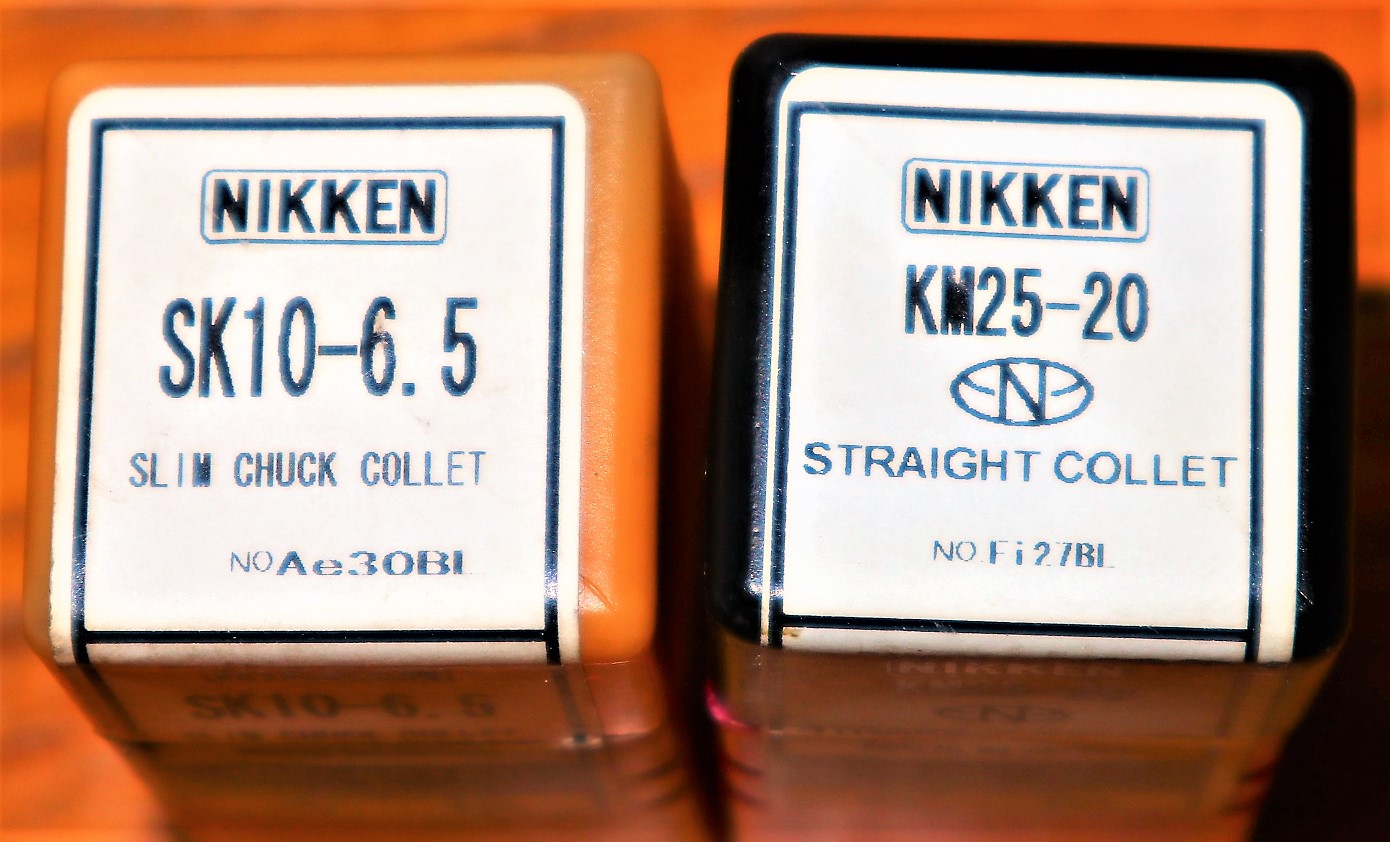 NIKKEN
SK10-6.5
SLIM CHUCK COLLET
NO Ae30BL
NIKKEN
KM25-20
N
STRAIGHT COLLET
NO. Fi27BL
SK10-6.5
NIKKEN
N